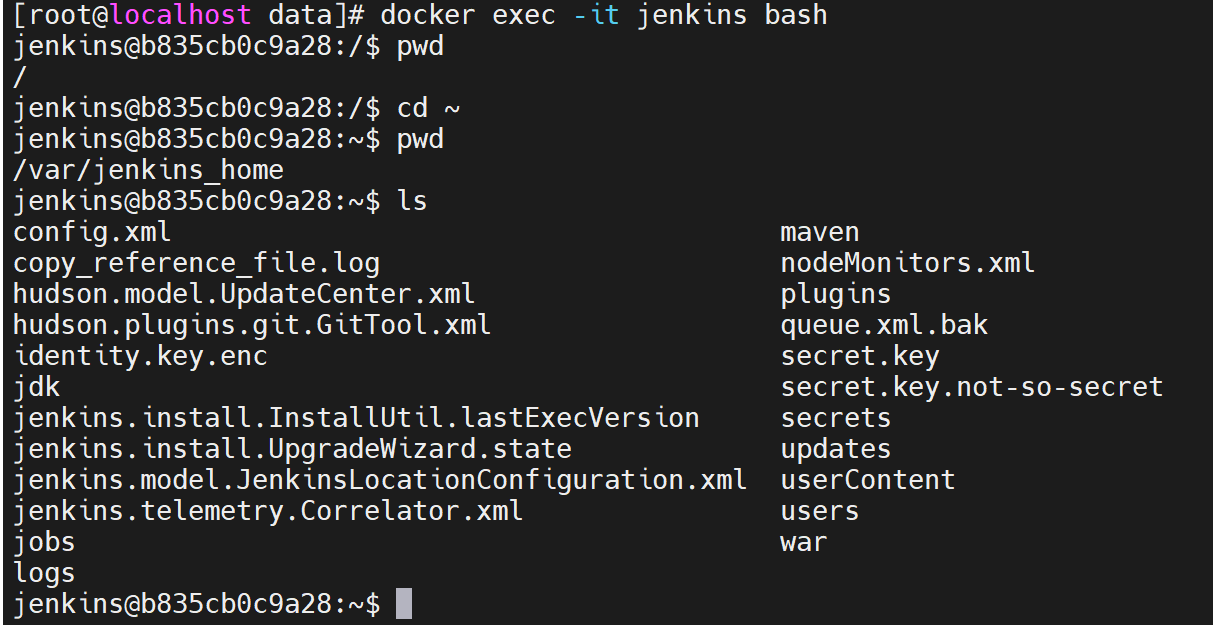 [root@localhost data]# docker exec -it jenkins bash
jenkins@b835cb0c9a28:/$ pwd
/
jenkins@b835cb0c9a28:/$ cd ~
jenkins@b835cb0c9a28:~$ pwd
/var/jenkins_home
jenkins@b835cb0c9a28:~$ ls
config.xml maven
copy_reference_file.log nodeMonitors.xml
hudson.model.UpdateCenter.xml plugins
hudson.plugins.git.GitTool.xml queue.xml.bak
identity.key.enc secret.key
jdk secret.key.not-so-secret
jenkins.install.InstallUtil.lastExecVersion secrets
jenkins.install.UpgradeWizard.state updates
jenkins.model.JenkinsLocationConfiguration.xml userContent
jenkins.telemetry.Correlator.xml users
jobs war
logs
jenkins@b835cb0c9a28:~$